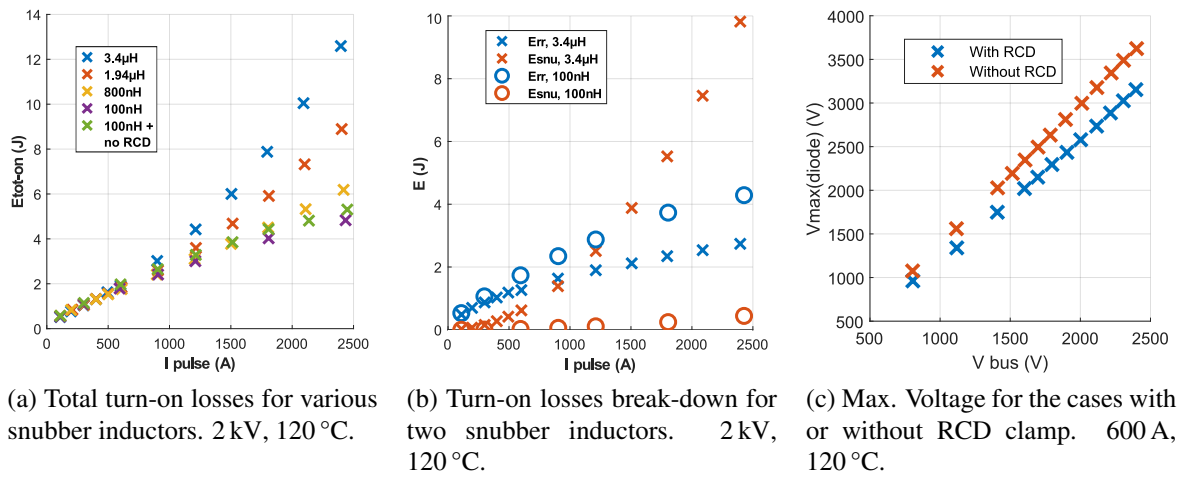 14
12
10
8
6
4
2
0
Etot-on (J)
3.4μH
1.94μH
800nH
100nH
100nH +
no RCD
0 500 1000 1500 2000 2500
I pulse (A)
(a) Total turn-on losses for various
snubber inductors. 2 kV, 120 °C.
10
8
6
4
2
0
E (J)
Err, 3.4μH
Esnu, 3.4μH
Err, 100nH
Esnu, 100nH
0 500 1000 1500 2000 2500
I pulse (A)
(b) Turn-on losses break-down for
two snubber inductors. 2 kV,
120 °C.
4000
3500
3000
2500
2000
1500
1000
500
Vmax(diode) (V)
With RCD
Without RCD
500 1000 1500 2000 2500
V bus (V)
(c) Max. Voltage for the cases with
or without RCD clamp. 600 A,
120 °C.